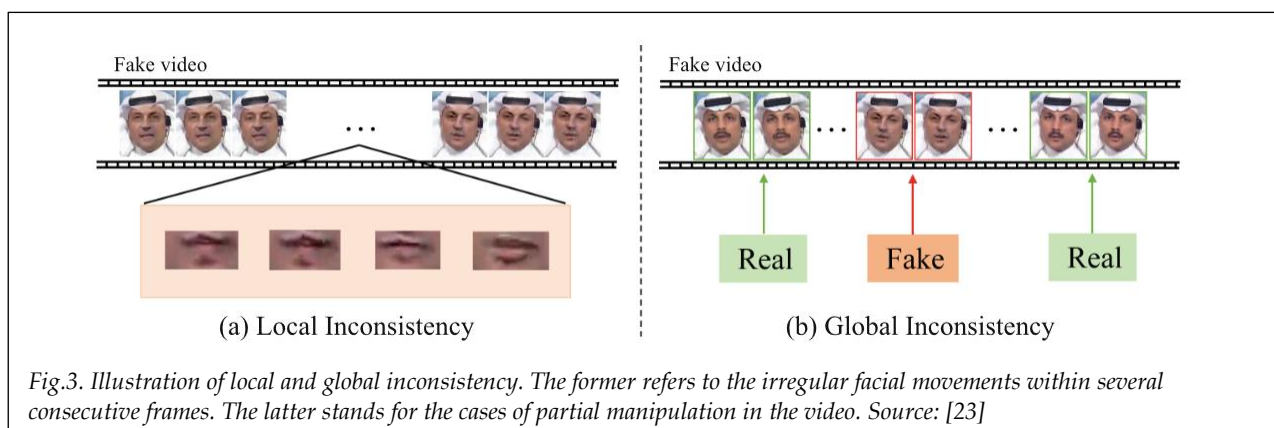 Fake video
Fake video
Real
Fake
Real
(a) Local Inconsistency
(b) Global Inconsistency
Fig.3. Illustration of local and global inconsistency. The former refers to the irregular facial movements within several
consecutive frames. The latter stands for the cases of partial manipulation in the video. Source: [23]